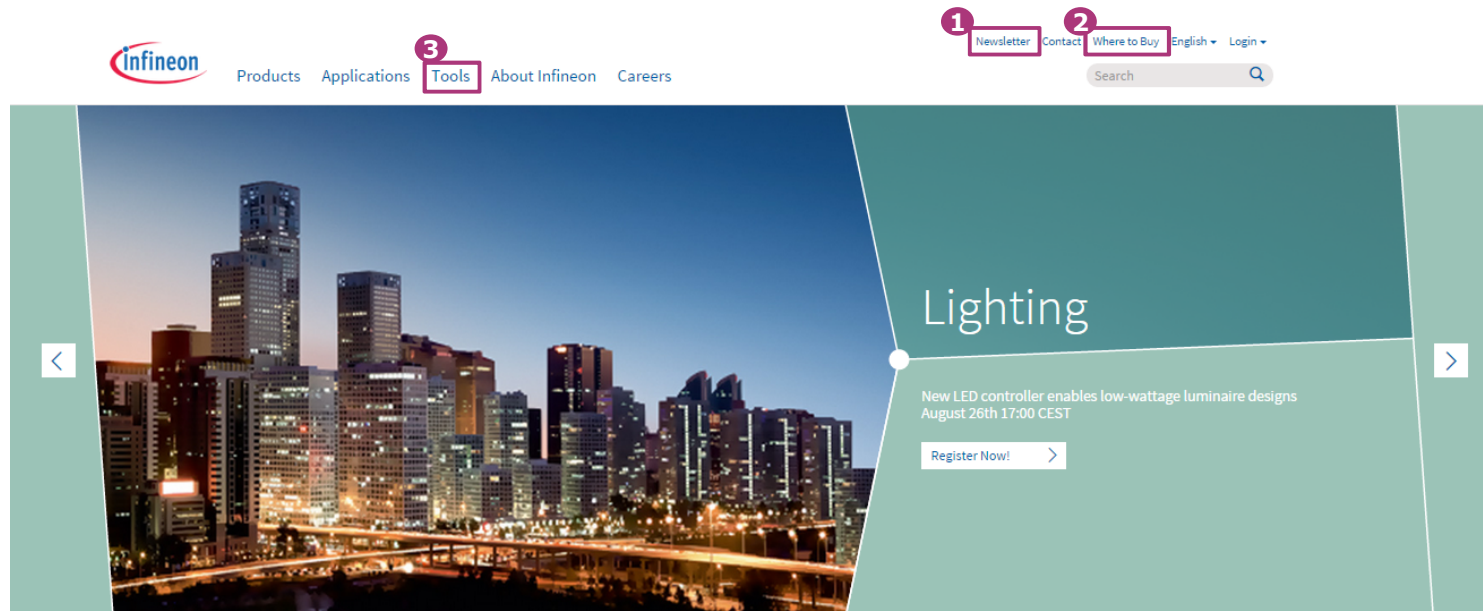 1 2
Newsletter Contact Where to Buy English Login
infineon
3
Products Applications Tools About Infineon Careers
Search
Lighting
New LED controller enables low-wattage luminaire designs
August 26th 17:00 CEST
Register Now!